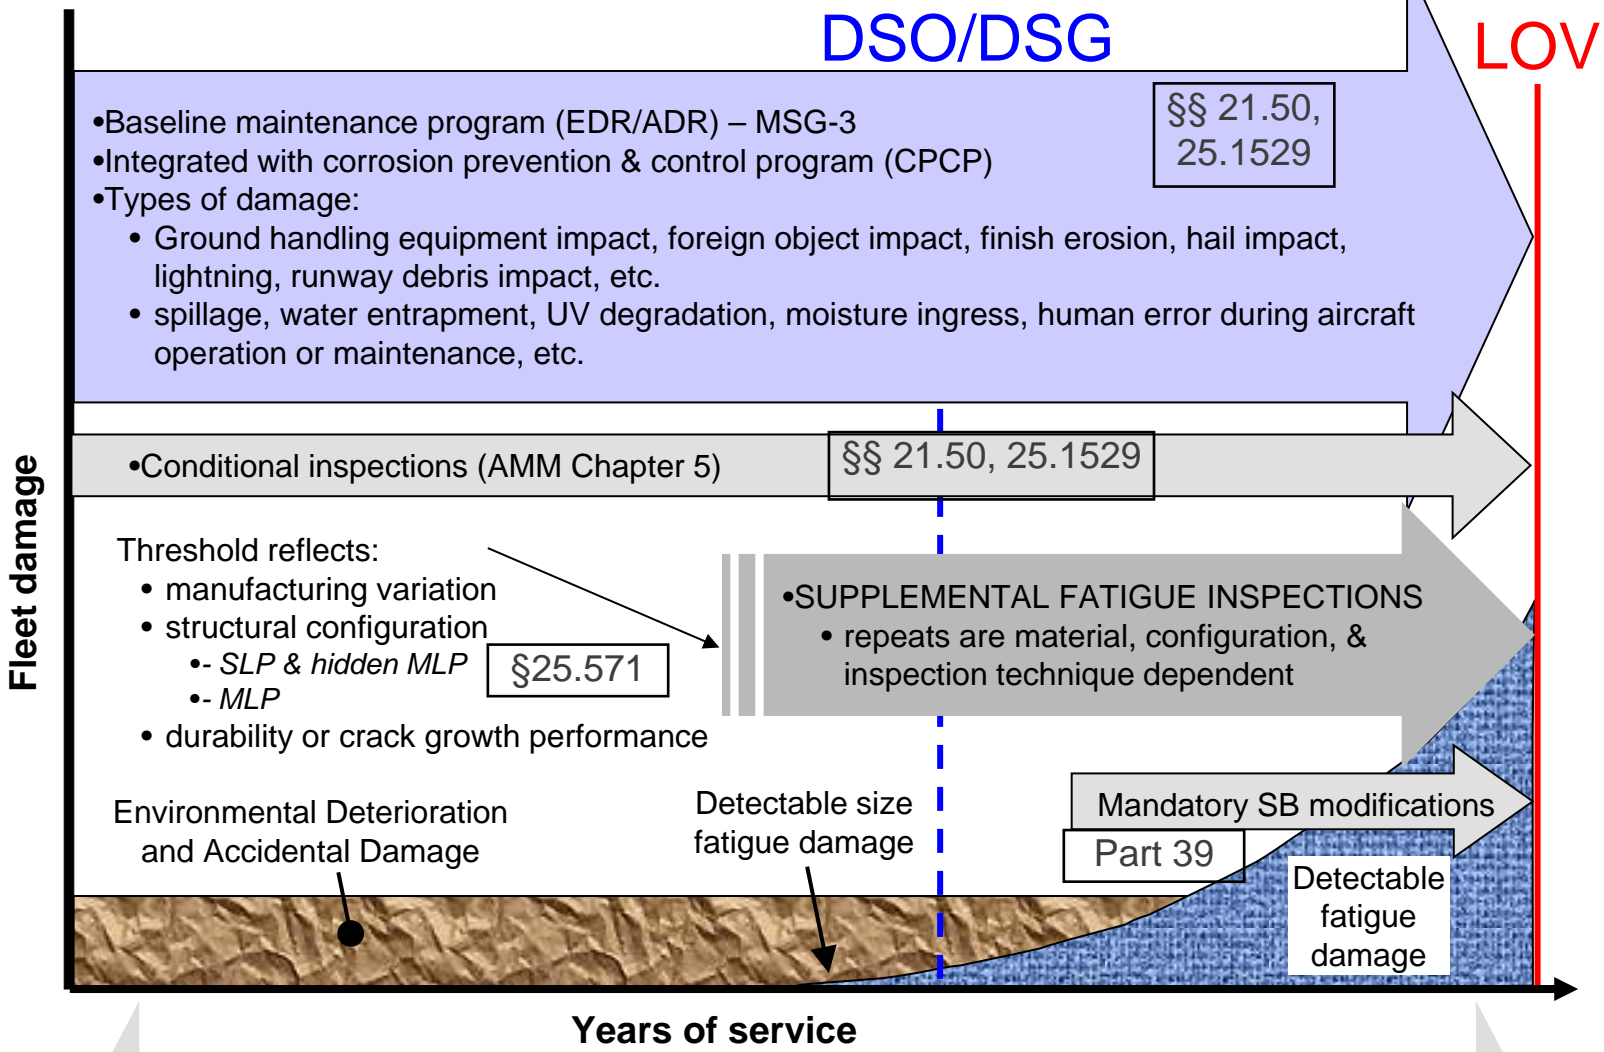 DSO/DSG
LOV
•Baseline maintenance program (EDR/ADR) – MSG-3
•Integrated with corrosion prevention & control program (CPCP)
•Types of damage:
• Ground handling equipment impact, foreign object impact, finish erosion, hail impact,
lightning, runway debris impact, etc.
• spillage, water entrapment, UV degradation, moisture ingress, human error during aircraft
operation or maintenance, etc.
§§ 21.50,
25.1529
•Conditional inspections (AMM Chapter 5)
§§ 21.50, 25.1529
Fleet damage
Threshold reflects:
• manufacturing variation
• structural configuration
•- SLP & hidden MLP
•- MLP
• durability or crack growth performance
§25.571
•SUPPLEMENTAL FATIGUE INSPECTIONS
• repeats are material, configuration, &
inspection technique dependent
Environmental Deterioration
and Accidental Damage
Detectable size
fatigue damage
Mandatory SB modifications
Part 39
Detectable
fatigue
damage
Years of service